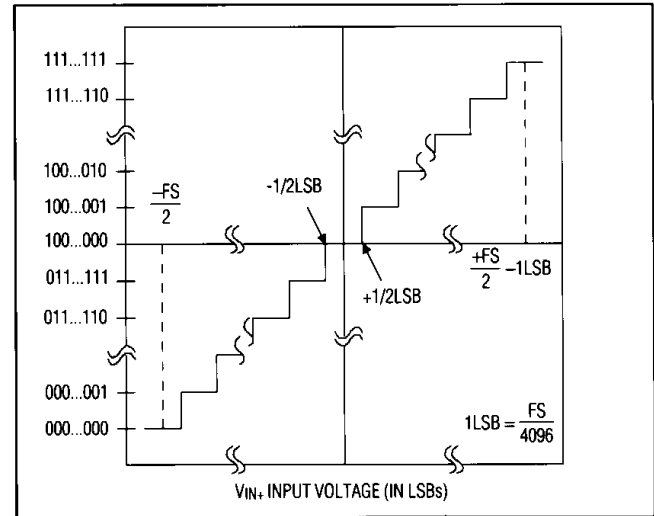 111...111
111...110
100...010
100...001
100...000
011...111
011...110
000...001
000...000
–FS
2
-1/2LSB
+1/2LSB
+FS
2
–1LSB
1LSB = FS
4096
VIN+ INPUT VOLTAGE (IN LSBs)